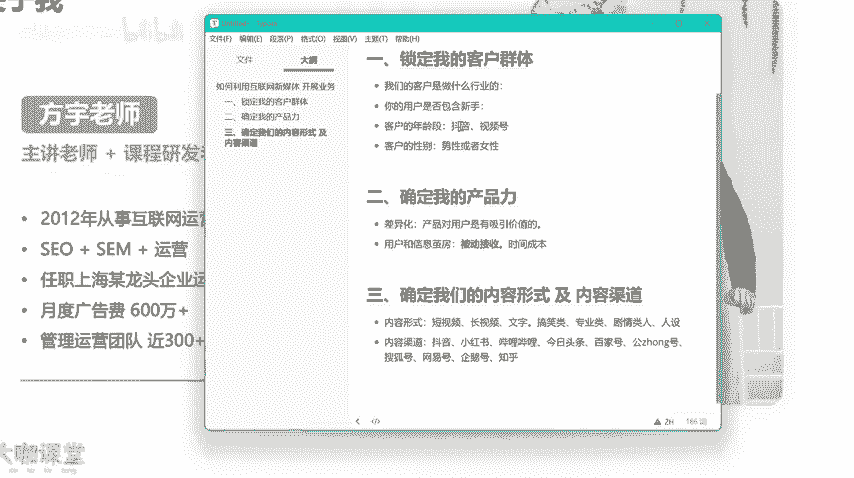 于我
bilibili
方宇老师
主讲老师 + 课程研发
2012年从事互联网运营
SEO + SEM + 运营
任职上海某龙头企业运
月度广告费 600万+
管理运营团队 近300+
大咖课堂
文件(F) 编辑(E) 段落(P) 格式(O) 视图(V) 主题(T) 帮助(H)
文件 大纲
如何利用互联网新媒体 开展业务
一、锁定我的客户群体
二、确定我的产品力
三、确定我们的内容形式 及
内容渠道
一、锁定我的客户群体
我们的客户是做什么行业的：
你的用户是否包含新手：
客户的年龄段：抖音、视频号
客户的性别：男性或者女性
二、确定我的产品力
差异化：产品对用户是有吸引价值的。
用户和信息茧房：被动接收。时间成本
三、确定我们的内容形式 及 内容渠道
内容形式：短视频、长视频、文字。搞笑类、专业类、剧情类人、人设
内容渠道：抖音、小红书、哔哩哔哩、今日头条、百家号、公zhong号、
搜狐号、网易号、企鹅号、知乎
ZH 166 词